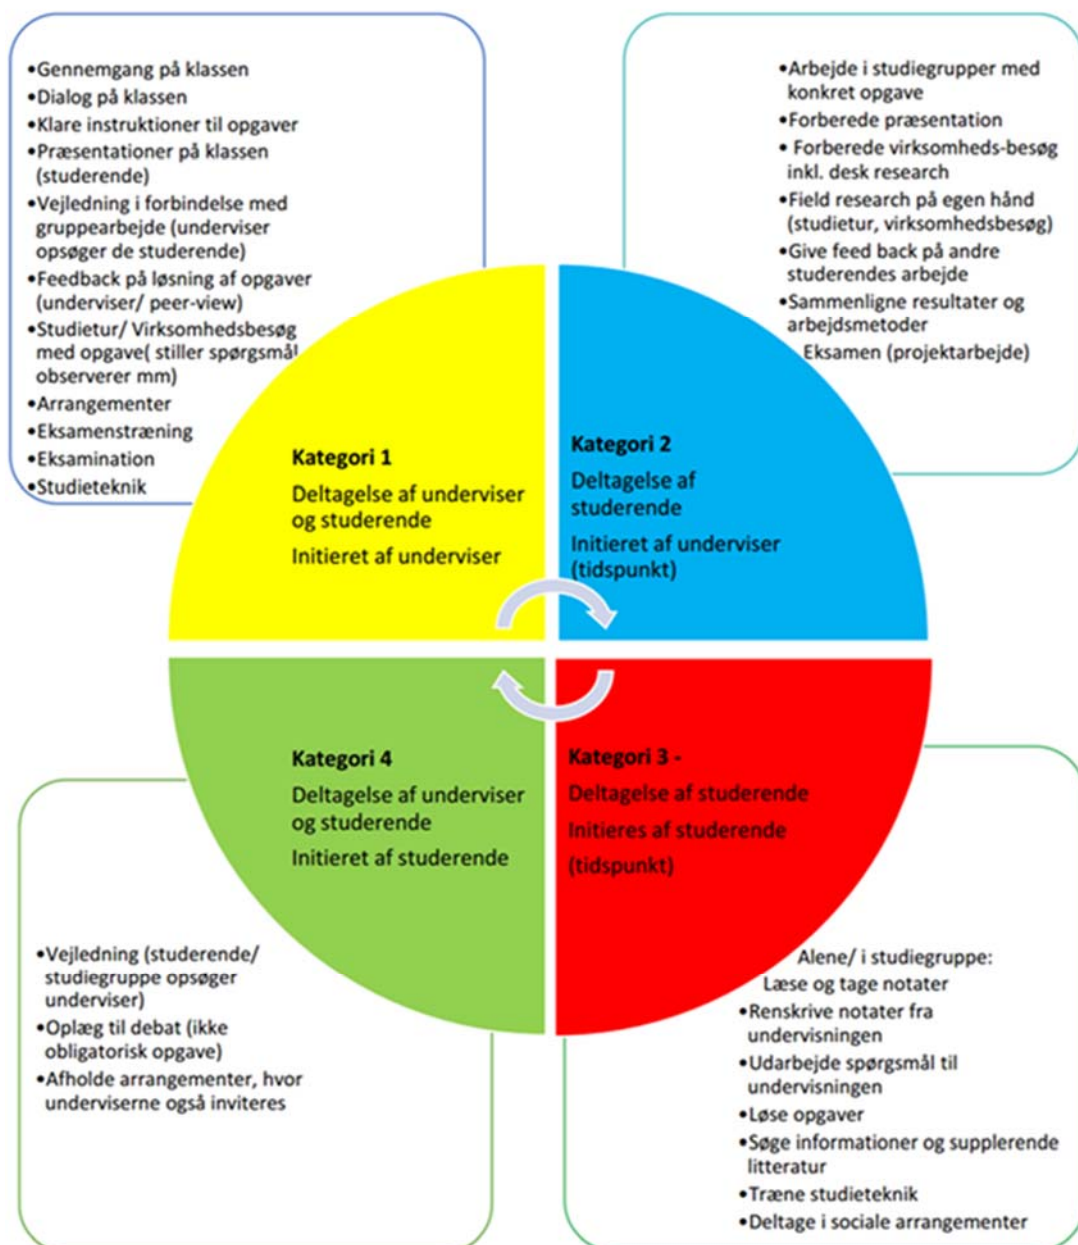 •Gennemgang på klassen
•Dialog på klassen
•Klare instruktioner til opgaver
•Præsentationer på klassen
(studerende)
•Vejledning i forbindelse med
gruppearbejde (underviser
opsøger de studerende)
•Feedback på løsning af opgaver
(underviser/ peer-view)
•Studietur/ Virksomhedsbesøg
med opgave( stiller spørgsmål
observerer mm)
•Arrangementer
•Eksamenstræning
•Eksamination
•Studieteknik
•Arbejde i studiegrupper med
konkret opgave
•Forberede præsentation
• Forberede virksomheds-besøg
inkl. desk research
•Field research på egen hånd
(studietur, virksomhedsbesøg)
•Give feed back på andre
studerendes arbejde
•Sammenligne resultater og
arbejdsmetoder
Eksamen (projektarbejde)
Kategori 1
Deltagelse af underviser
og studerende
Initieret af underviser
Kategori 2
Deltagelse af
studerende
Initieret af underviser
(tidspunkt)
Kategori 4
Deltagelse af underviser
og studerende
Initieret af studerende
Kategori 3 -
Deltagelse af studerende
Initieres af studerende
(tidspunkt)
•Vejledning (studerende/
studiegruppe opsøger
underviser)
•Oplæg til debat (ikke
obligatorisk opgave)
•Afholde arrangementer, hvor
underviserne også inviteres
Alene/ i studiegruppe:
Læse og tage notater
•Renskrive notater fra
undervisningen
•Udarbejde spørgsmål til
undervisningen
•Løse opgaver
•Søge informationer og supplerende
litteratur
•Træne studieteknik
•Deltage i sociale arrangementer